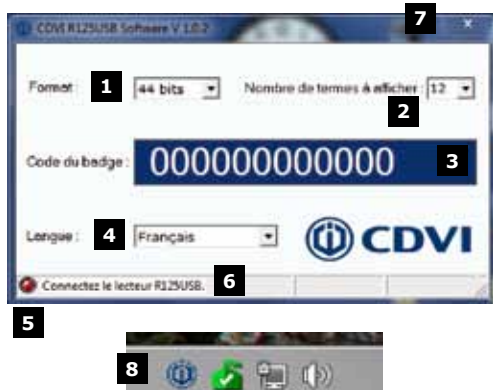 7
CDVI R125USB Software V 1.0.2
Format : 1 44 bits Nombre de termes à afficher : 12
2
Code du badge : 000000000000 3
Langue : 4 Français CDVI
Connectez le lecteur R125USB. 6
5
8